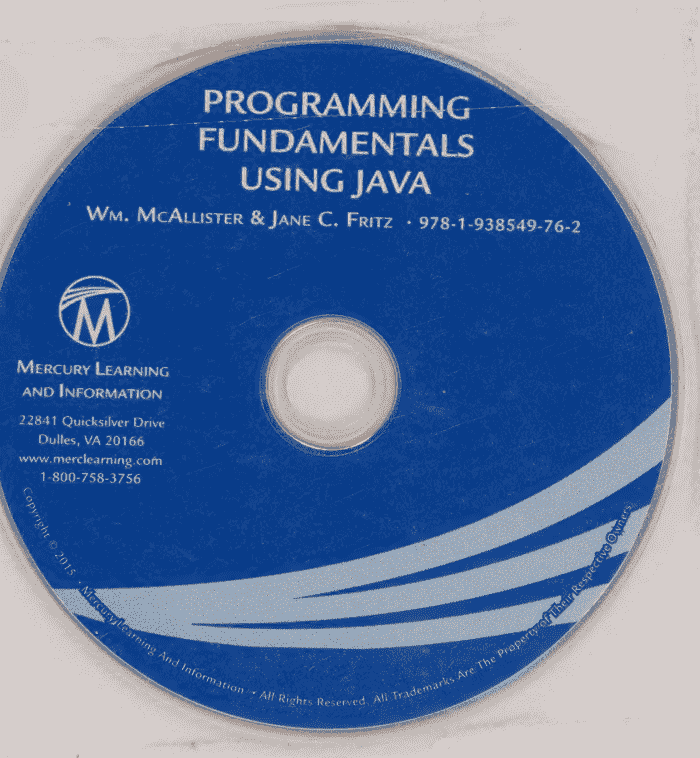 PROGRAMMING
FUNDAMENTALS
USING JAVA
WM. MCALLISTER & JANE C. FRITZ · 978-1-938549-76-2
M
MERCURY LEARNING
AND INFORMATION
22841 Quicksilver Drive
Dulles, VA 20166
www.merclearning.com
1-800-758-3756
Copyright © 2015 · Mercury Learning And Information · All Rights Reserved. All Trademarks Are The Property of Their Respective Owners